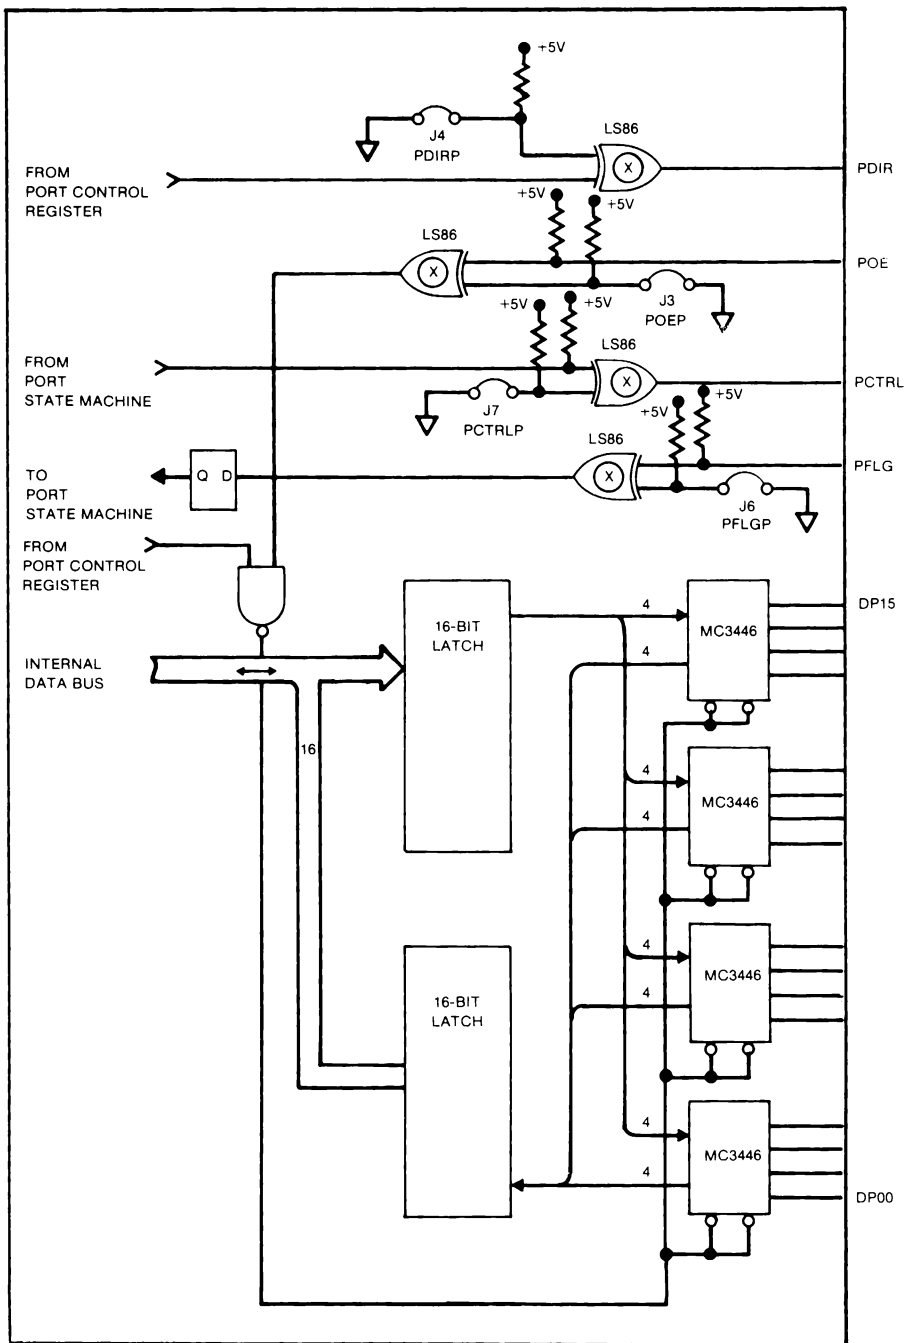 +5V
J4
PDIRP
LS86
X
PDIR
FROM
PORT CONTROL
REGISTER
+5V
+5V
LS86
X
POE
J3
POEP
+5V
+5V
LS86
X
FROM
PORT
STATE MACHINE
PCTRL
J7
PCTRLP
+5V
+5V
LS86
X
PFLG
Q D
TO
PORT
STATE MACHINE
J6
PFLGP
FROM
PORT CONTROL
REGISTER
4
DP15
16-BIT
LATCH
MC3446
4
INTERNAL
DATA BUS
16
4
MC3446
4
4
MC3446
4
16-BIT
LATCH
4
MC3446
4
DP00